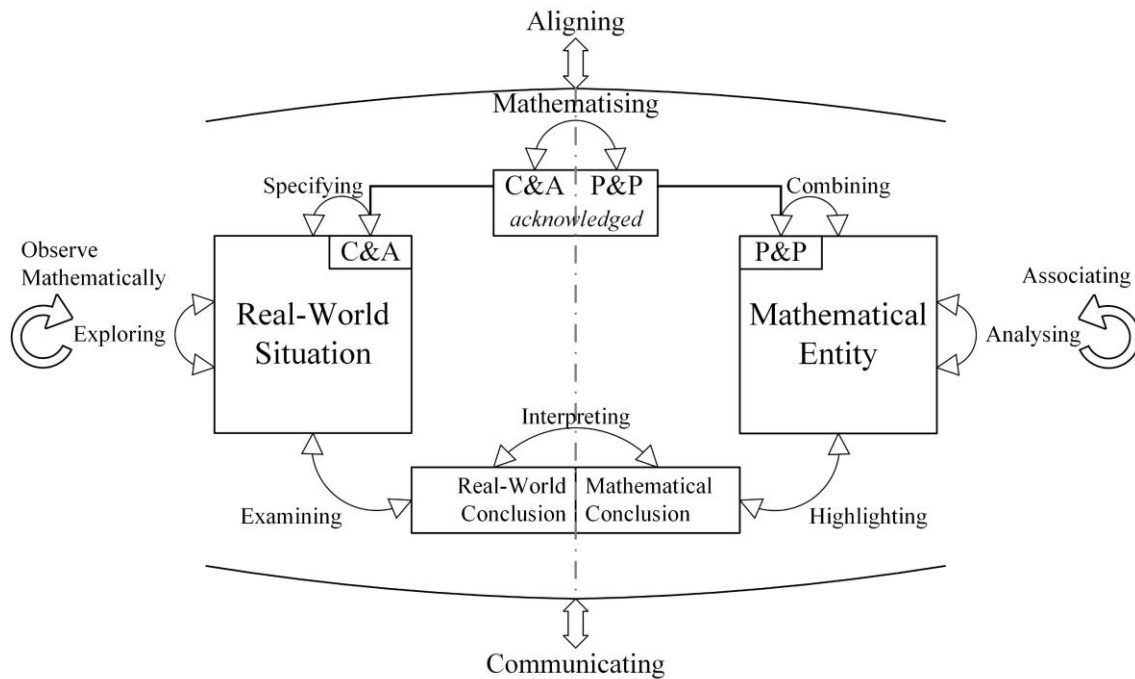 Aligning
Mathematising
C&A P&P
acknowledged
Specifying
Combining
C&A
P&P
Observe
Mathematically
Exploring
Real-World
Situation
Mathematical
Entity
Associating
Analysing
Interpreting
Real-World
Conclusion
Mathematical
Conclusion
Examining
Highlighting
Communicating